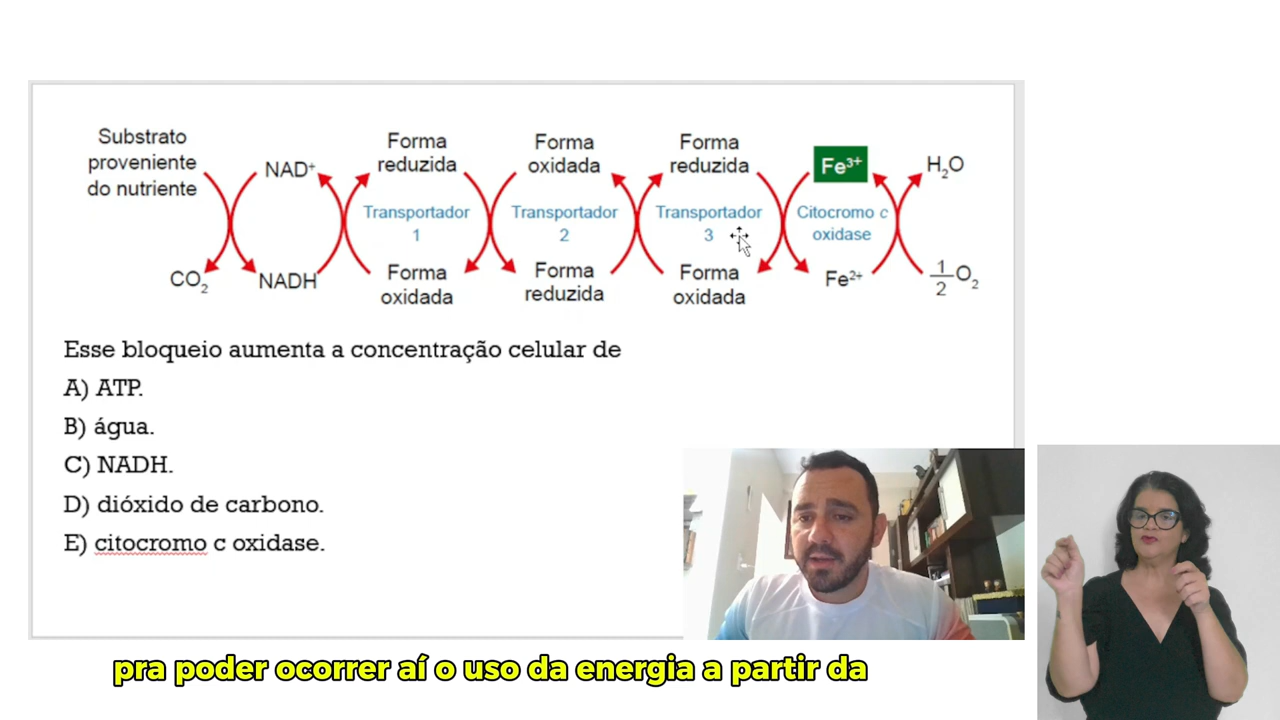 Substrato
proveniente
do nutriente
NAD⁺
Forma
reduzida
Forma
oxidada
Forma
reduzida
Fe³⁺
H₂O
Transportador
1
Transportador
2
Transportador
3
Citocromo c
oxidase
CO₂
NADH
Forma
oxidada
Forma
reduzida
Forma
oxidada
Fe²⁺
1/2 O₂
Esse bloqueio aumenta a concentração celular de
A) ATP.
B) água.
C) NADH.
D) dióxido de carbono.
E) citocromo c oxidase.
pra poder ocorrer aí o uso da energia a partir da